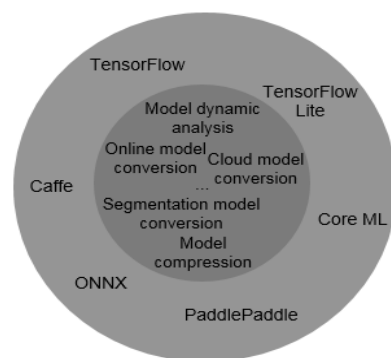 TensorFlow
TensorFlow
Lite
Model dynamic
analysis
Online model
conversion
Cloud model
conversion
...
Caffe
Segmentation model
conversion
Core ML
Model
compression
ONNX
PaddlePaddle